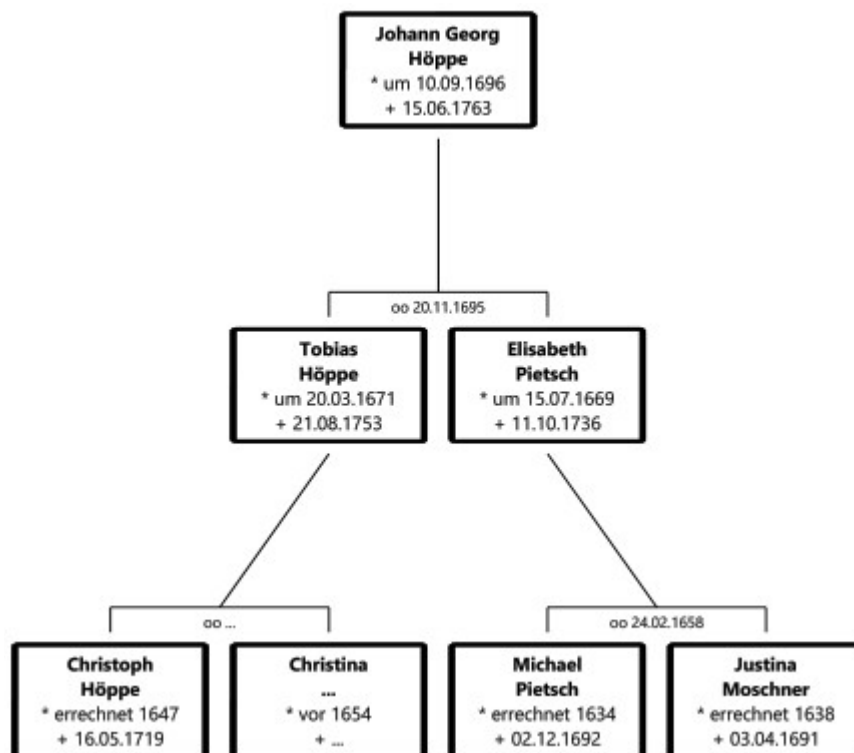 Johann Georg
Höppe
* um 10.09.1696
+ 15.06.1763
oo 20.11.1695
Tobias
Höppe
* um 20.03.1671
+ 21.08.1753
Elisabeth
Pietsch
* um 15.07.1669
+ 11.10.1736
oo ...
oo 24.02.1658
Christoph
Höppe
* errechnet 1647
+ 16.05.1719
Christina
...
* vor 1654
+ ...
Michael
Pietsch
* errechnet 1634
+ 02.12.1692
Justina
Moschner
* errechnet 1638
+ 03.04.1691